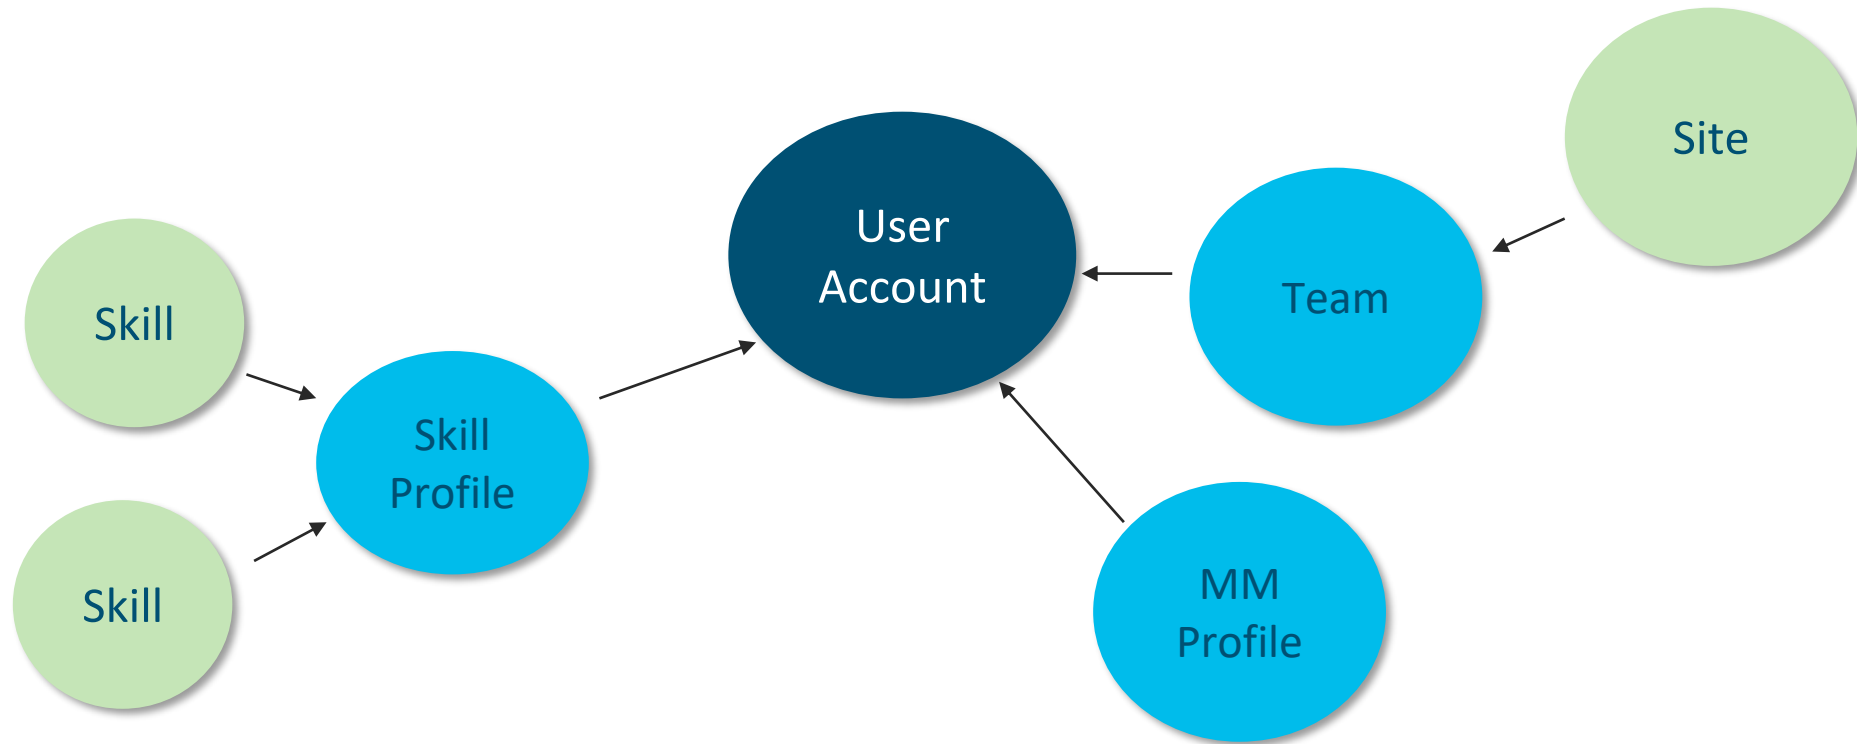 Site
User
Account
Team
Skill
Skill
Profile
MM
Profile
Skill